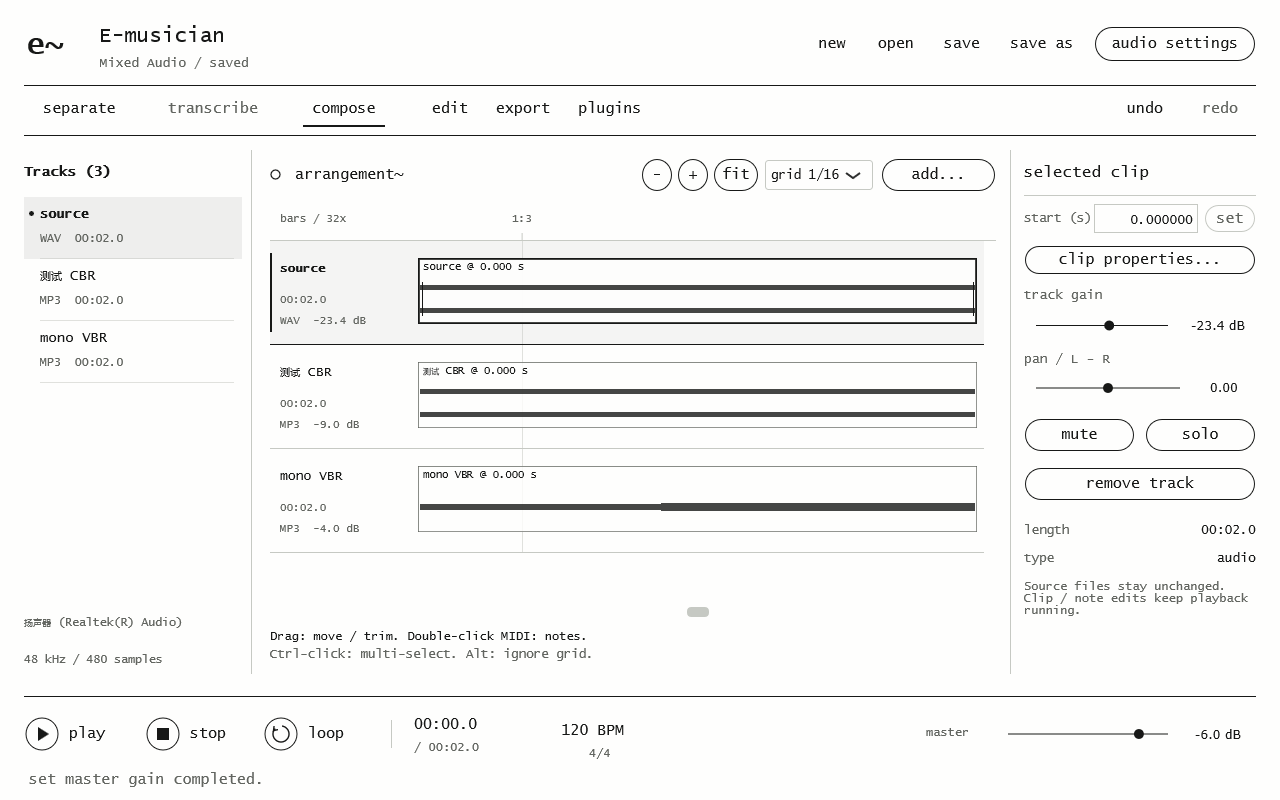 e~
E-musician
Mixed Audio / saved
new open save save as audio settings
separate transcribe compose edit export plugins undo redo
Tracks (3)
• source
WAV 00:02.0
测试 CBR
MP3 00:02.0
mono VBR
MP3 00:02.0
扬声器 (Realtek(R) Audio)
48 kHz / 480 samples
arrangement~ - + fit grid 1/16 add...
bars / 32x 1:3
source
00:02.0
WAV -23.4 dB
source @ 0.000 s
测试 CBR
00:02.0
MP3 -9.0 dB
测试 CBR @ 0.000 s
mono VBR
00:02.0
MP3 -4.0 dB
mono VBR @ 0.000 s
Drag: move / trim. Double-click MIDI: notes.
Ctrl-click: multi-select. Alt: ignore grid.
selected clip
start (s) 0.000000 set
clip properties...
track gain
-23.4 dB
pan / L - R
0.00
mute solo
remove track
length 00:02.0
type audio
Source files stay unchanged.
Clip / note edits keep playback
running.
play stop loop
00:00.0
/ 00:02.0
120 BPM
4/4
master -6.0 dB
set master gain completed.